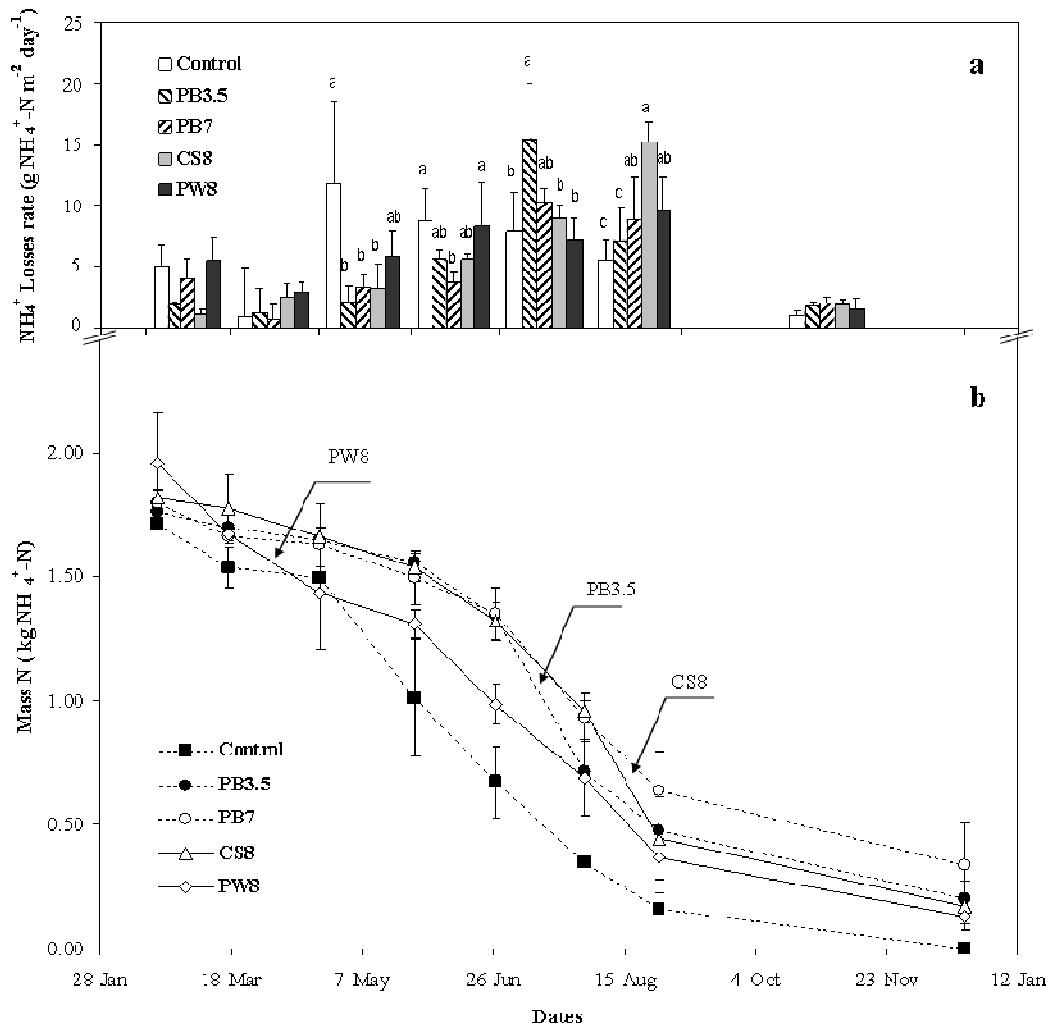 NH4+ Losses rate (g NH4+-N m-2 day-1)
25
20
15
10
5
0
Control
PB3.5
PB7
CS8
PW8
a
a
b
b
b
ab
a
ab
b
ab
a
b
a
ab
b
b
c
c
ab
a
ab
a
b
Mass N (kg NH4+-N)
2.00
1.50
1.00
0.50
0.00
PW8
PB3.5
CS8
Control
PB3.5
PB7
CS8
PW8
28 Jan
18 Mar
7 May
26 Jun
15 Aug
4 Oct
23 Nov
12 Jan
Dates